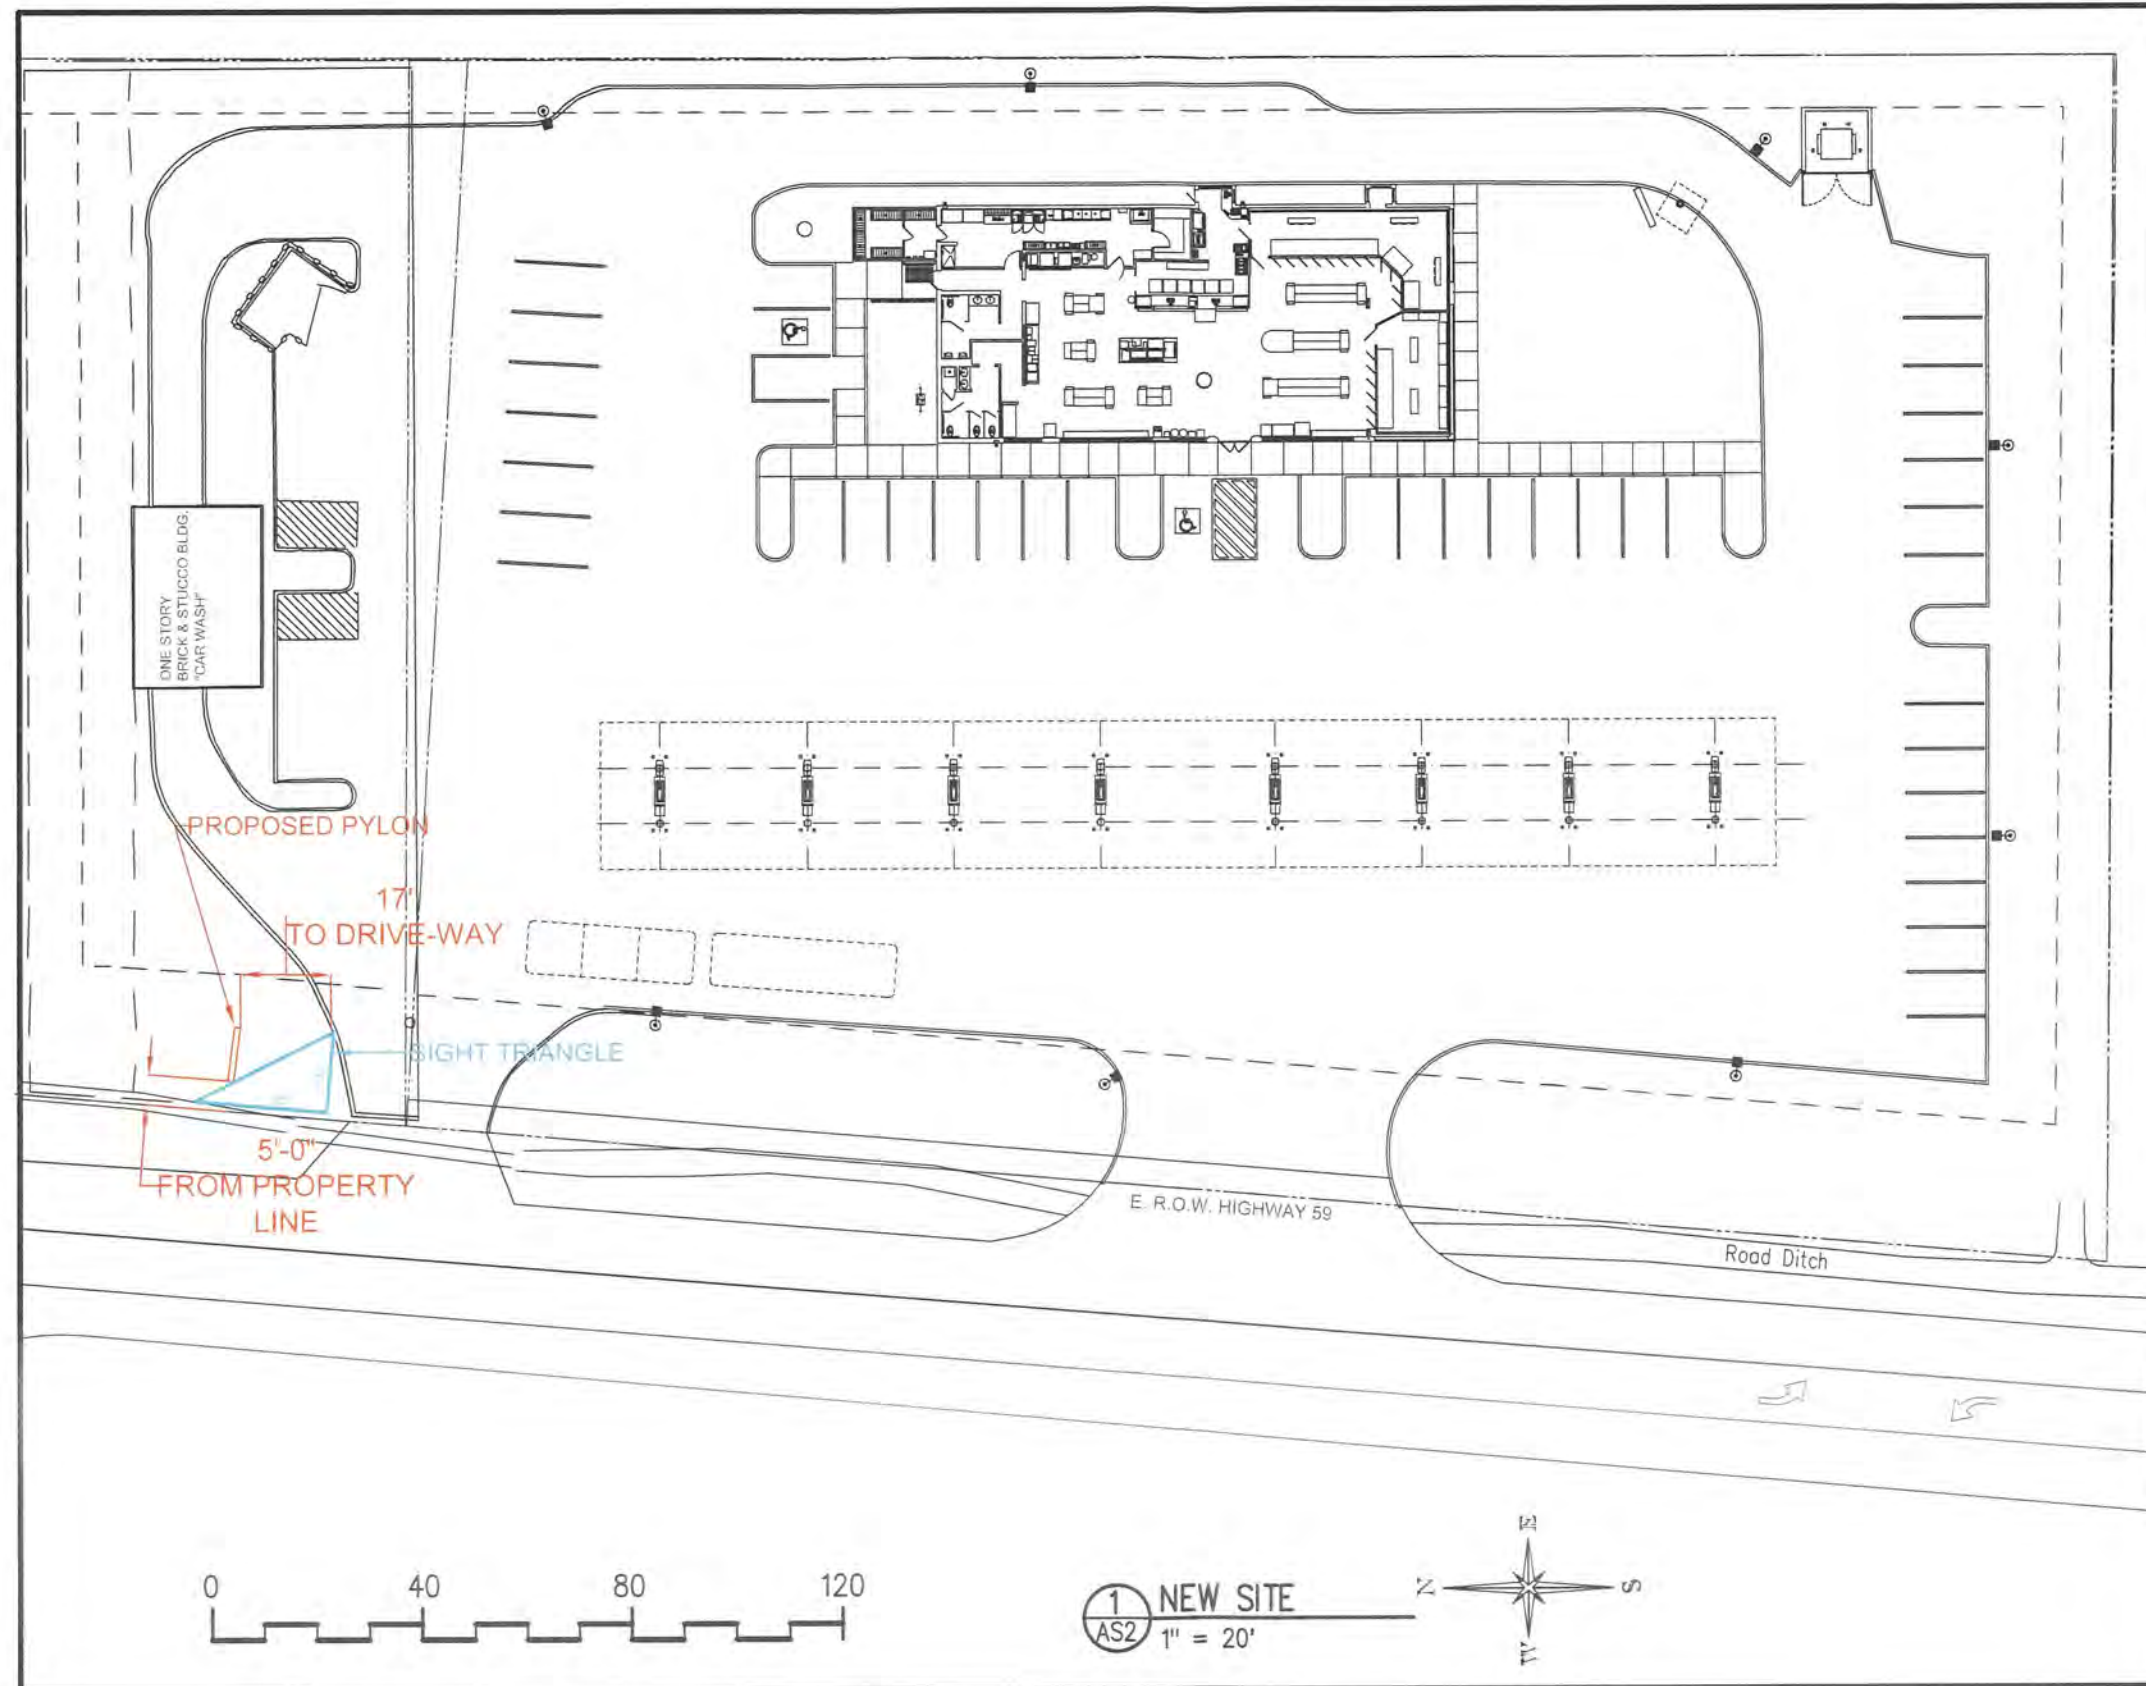 ONE STORY
BRICK & STUCCO BLDG.
"CAR WASH"
PROPOSED PYLON
17'
TO DRIVE-WAY
SIGHT TRIANGLE
5'-0"
FROM PROPERTY
LINE
E. R.O.W. HIGHWAY 59
Road Ditch
0 40 80 120
1
AS2
NEW SITE
1" = 20'
E
N
S
W